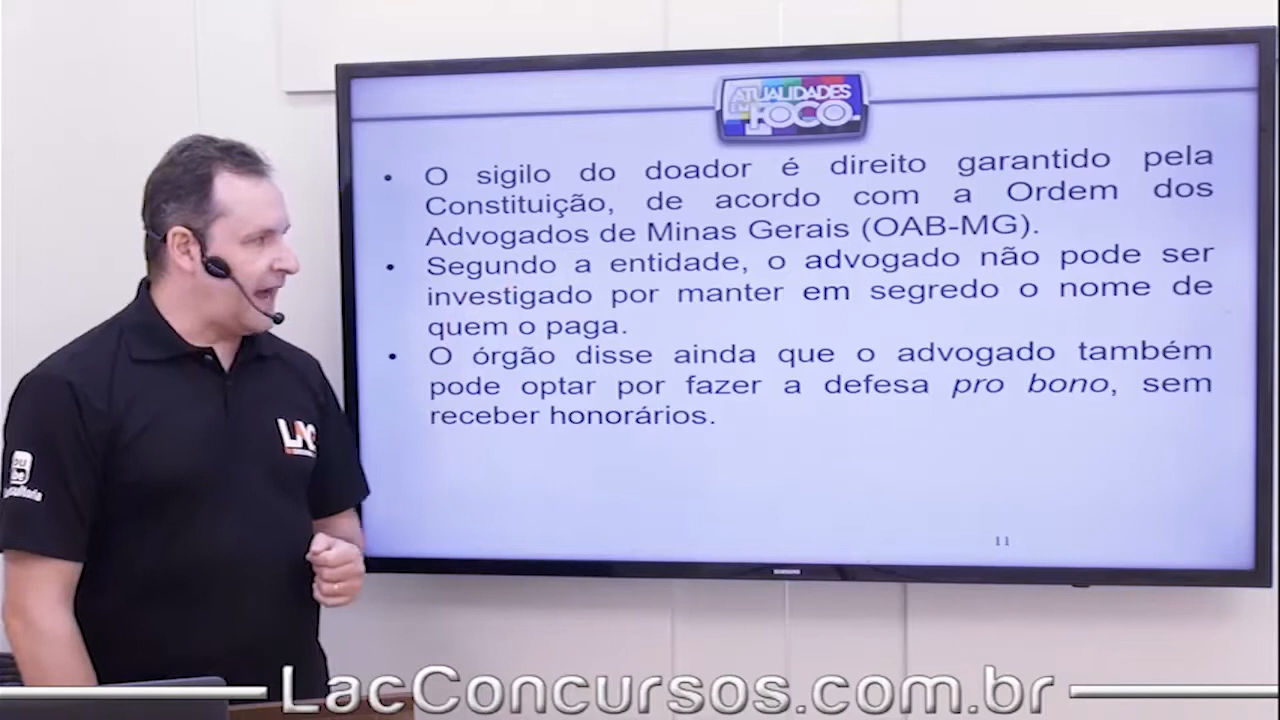 ATUALIDADES
EM FOCO
• O sigilo do doador é direito garantido pela
Constituição, de acordo com a Ordem dos
Advogados de Minas Gerais (OAB-MG).
• Segundo a entidade, o advogado não pode ser
investigado por manter em segredo o nome de
quem o paga.
• O órgão disse ainda que o advogado também
pode optar por fazer a defesa pro bono, sem
receber honorários.
11
SAMSUNG
LAC
LacConcursos.com.br